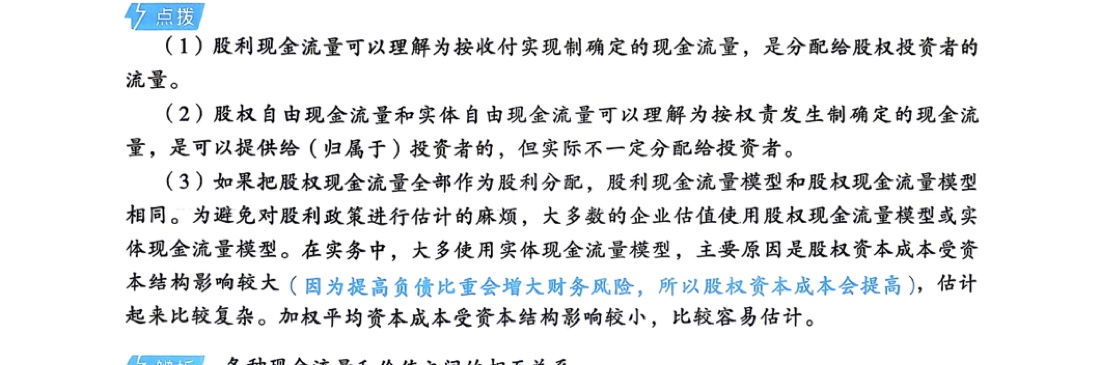 点拨
（1）股利现金流量可以理解为按收付实现制确定的现金流量，是分配给股权投资者的
流量。
（2）股权自由现金流量和实体自由现金流量可以理解为按权责发生制确定的现金流
量，是可以提供给（归属于）投资者的，但实际不一定分配给投资者。
（3）如果把股权现金流量全部作为股利分配，股利现金流量模型和股权现金流量模型
相同。为避免对股利政策进行估计的麻烦，大多数的企业估值使用股权现金流量模型或实
体现金流量模型。在实务中，大多使用实体现金流量模型，主要原因是股权资本成本受资
本结构影响较大（因为提高负债比重会增大财务风险，所以股权资本成本会提高），估计
起来比较复杂。加权平均资本成本受资本结构影响较小，比较容易估计。